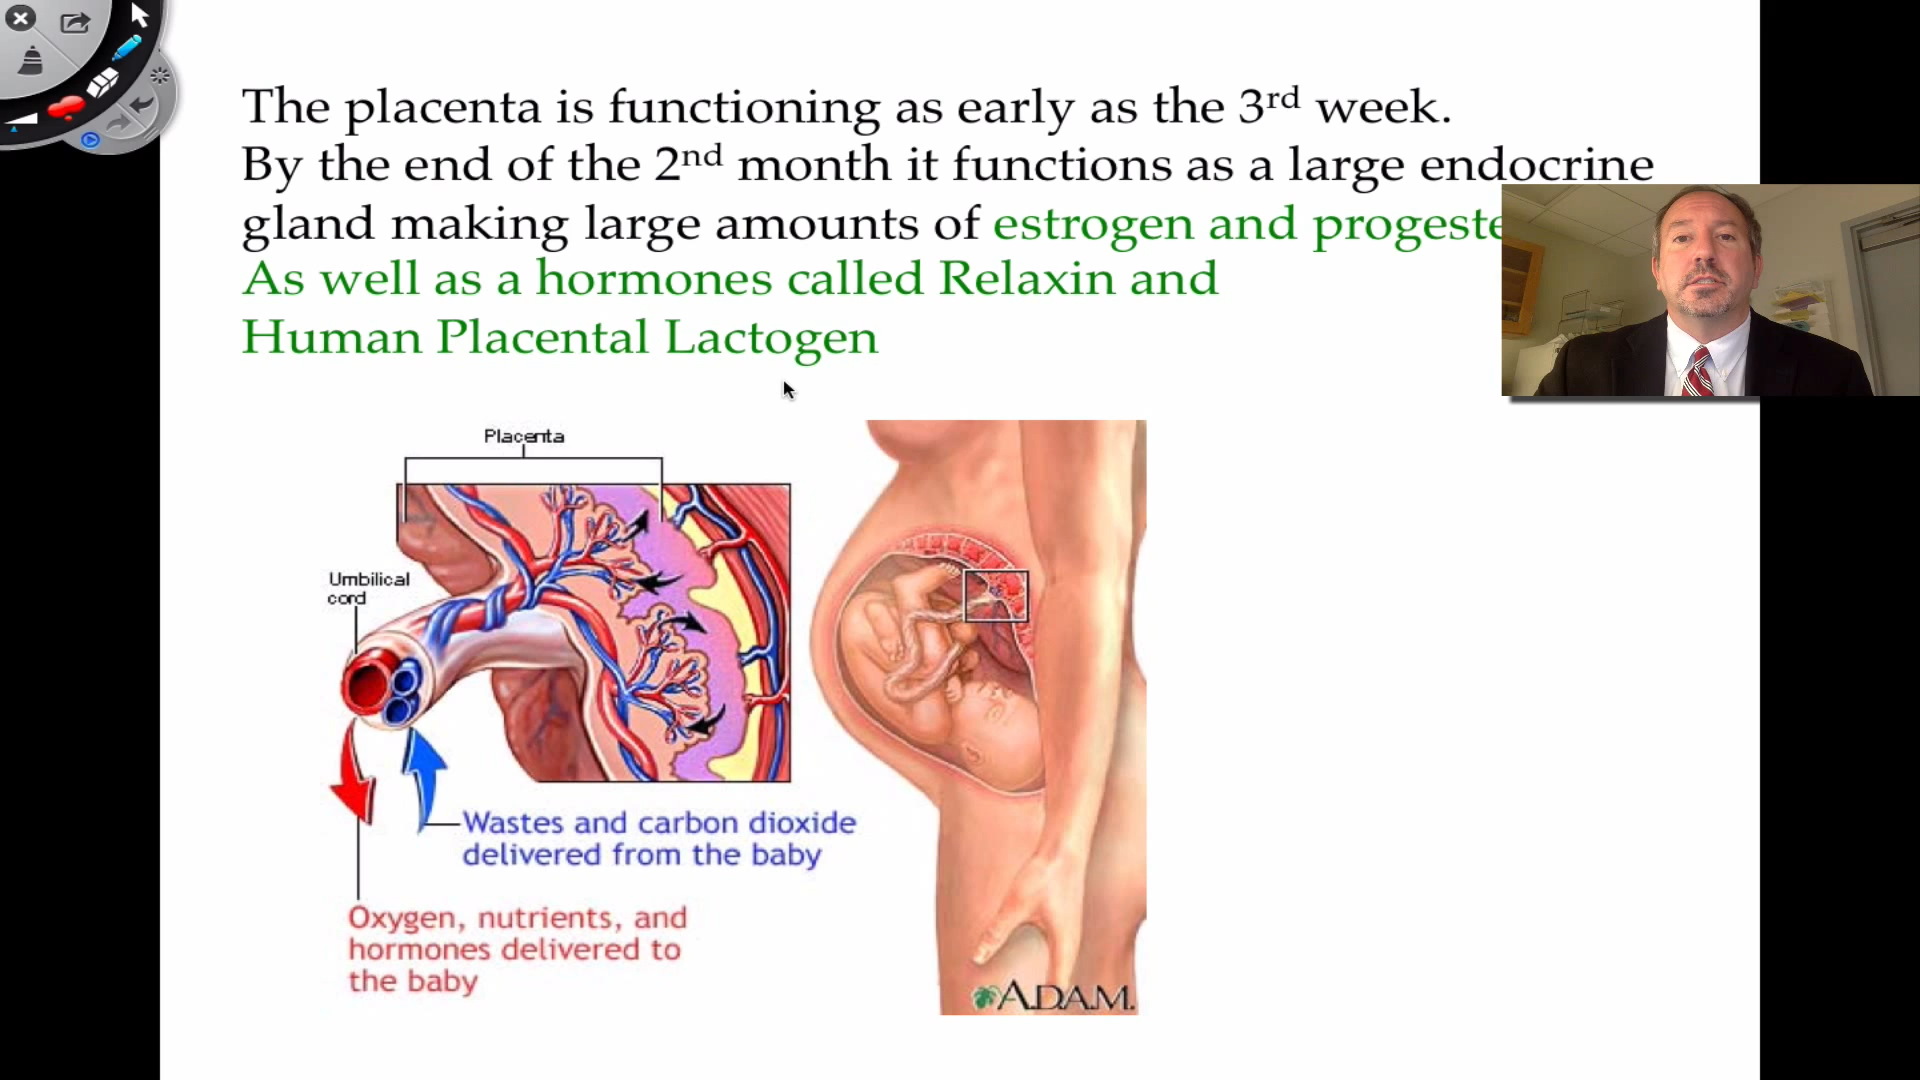 The placenta is functioning as early as the 3rd week.
By the end of the 2nd month it functions as a large endocrine
gland making large amounts of estrogen and progeste
As well as a hormones called Relaxin and
Human Placental Lactogen
Placenta
Umbilical
cord
Wastes and carbon dioxide
delivered from the baby
Oxygen, nutrients, and
hormones delivered to
the baby
A.D.A.M.